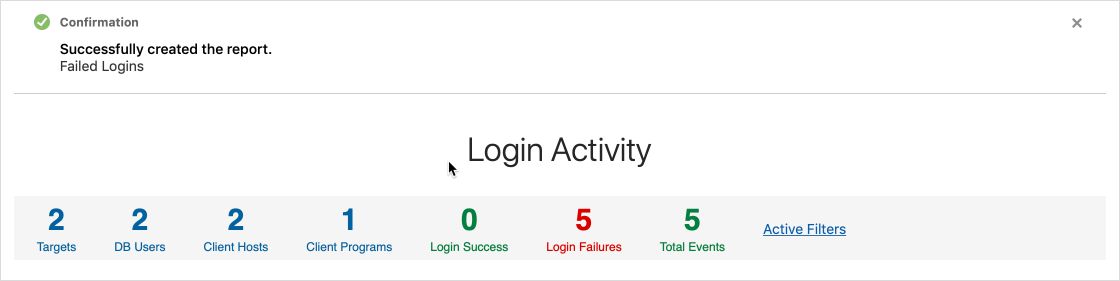 Confirmation
Successfully created the report.
Failed Logins
Login Activity
2 2 2 1 0 5 5
Targets DB Users Client Hosts Client Programs Login Success Login Failures Total Events Active Filters